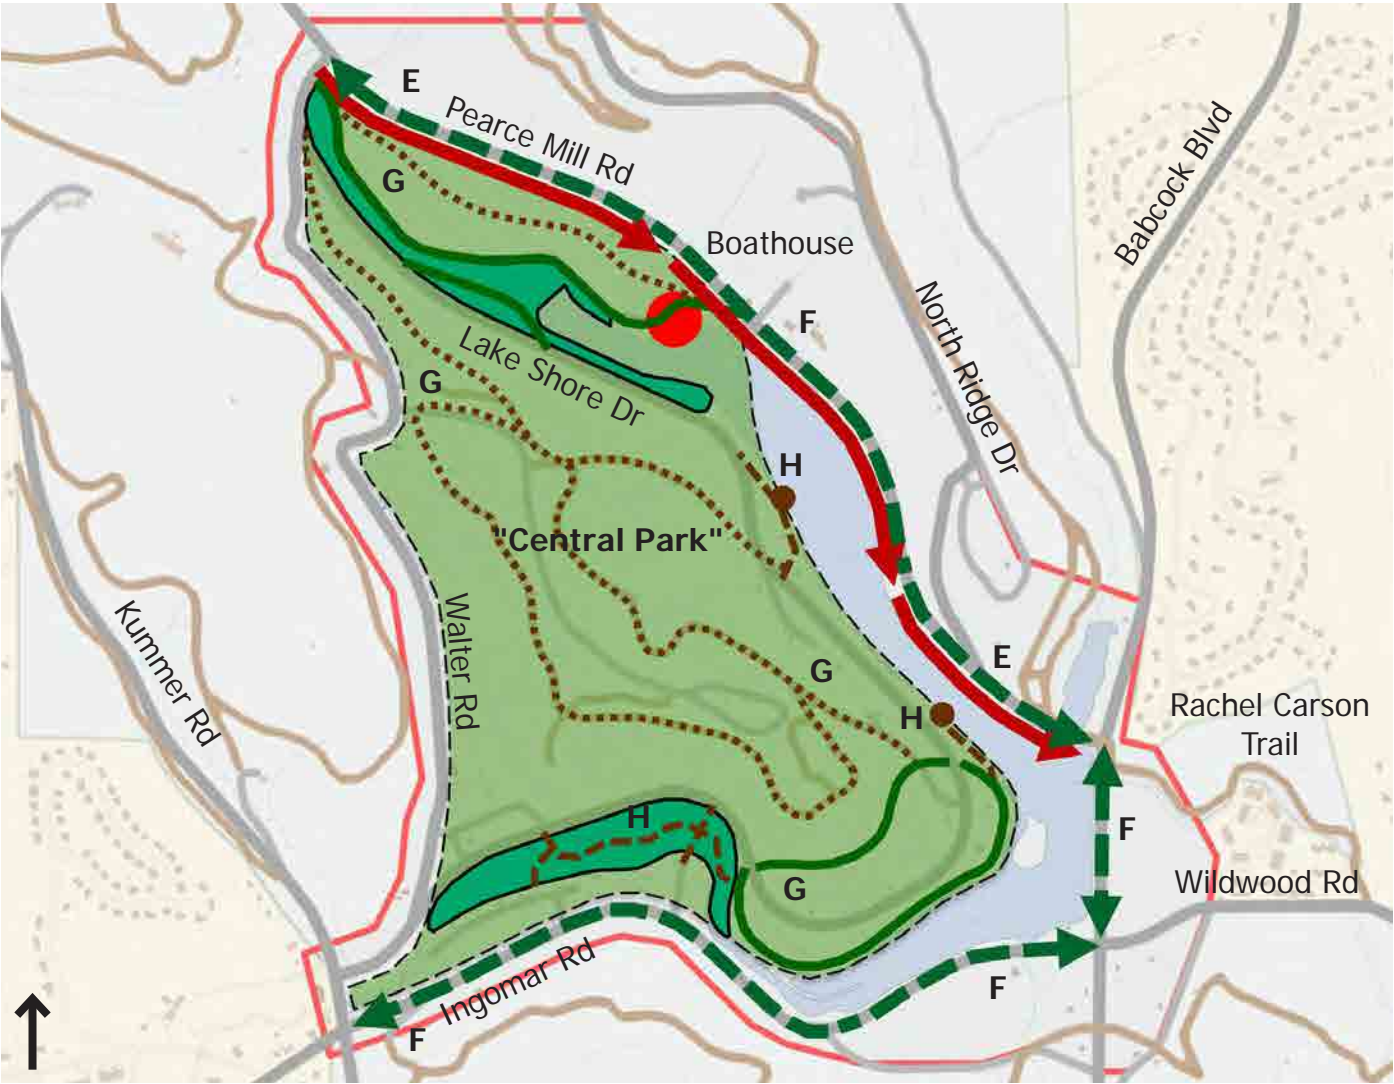 E
Pearce Mill Rd
G
Boathouse
F
Babcock Blvd
North Ridge Dr
Lake Shore Dr
G
H
"Central Park"
Kummer Rd
Walter Rd
E
G
H
Rachel Carson
Trail
H
F
G
Wildwood Rd
Ingomar Rd
F
F